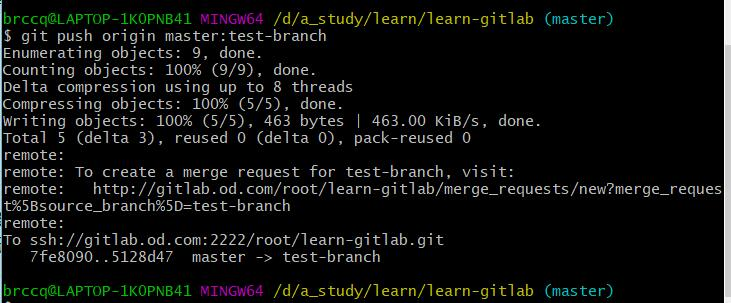 brccq@LAPTOP-1KOPNB41 MINGW64 /d/a_study/learn/learn-gitlab (master)
$ git push origin master:test-branch
Enumerating objects: 9, done.
Counting objects: 100% (9/9), done.
Delta compression using up to 8 threads
Compressing objects: 100% (5/5), done.
Writing objects: 100% (5/5), 463 bytes | 463.00 KiB/s, done.
Total 5 (delta 3), reused 0 (delta 0), pack-reused 0
remote:
remote: To create a merge request for test-branch, visit:
remote:   http://gitlab.od.com/root/learn-gitlab/merge_requests/new?merge_reques
t%5Bsource_branch%5D=test-branch
remote:
To ssh://gitlab.od.com:2222/root/learn-gitlab.git
   7fe8090..5128d47  master -> test-branch
brccq@LAPTOP-1KOPNB41 MINGW64 /d/a_study/learn/learn-gitlab (master)